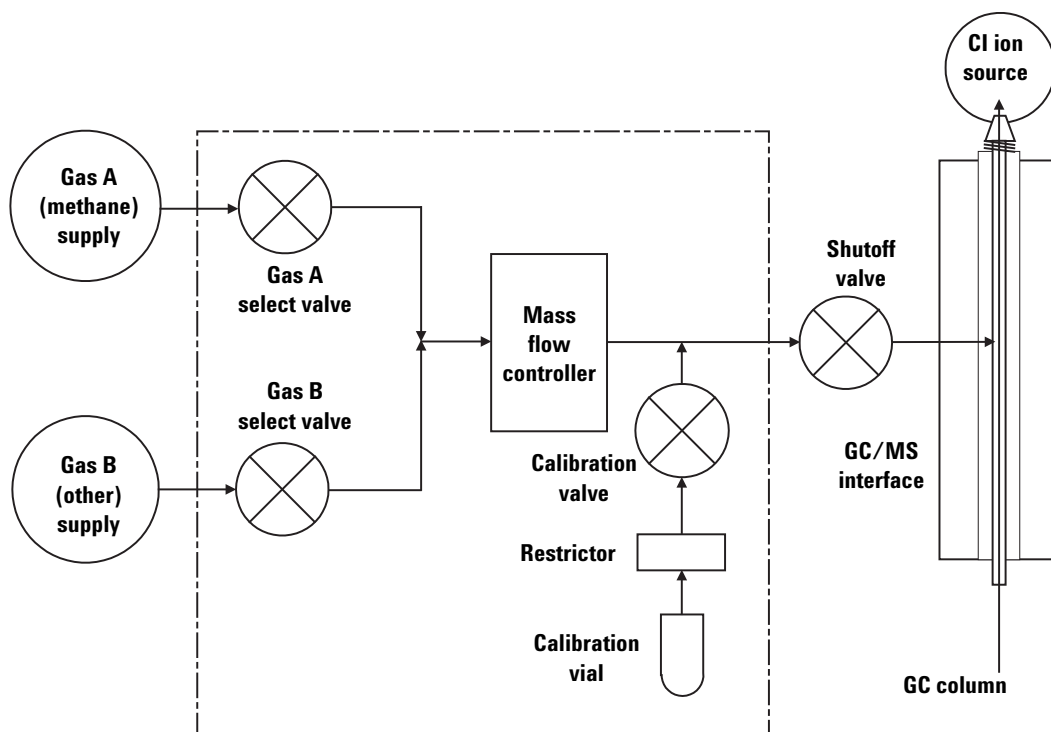 CI ion
source
Gas A
(methane)
supply
Gas A
select valve
Shutoff
valve
Mass
flow
controller
Gas B
select valve
Gas B
(other)
supply
Calibration
valve
GC/MS
interface
Restrictor
Calibration
vial
GC column